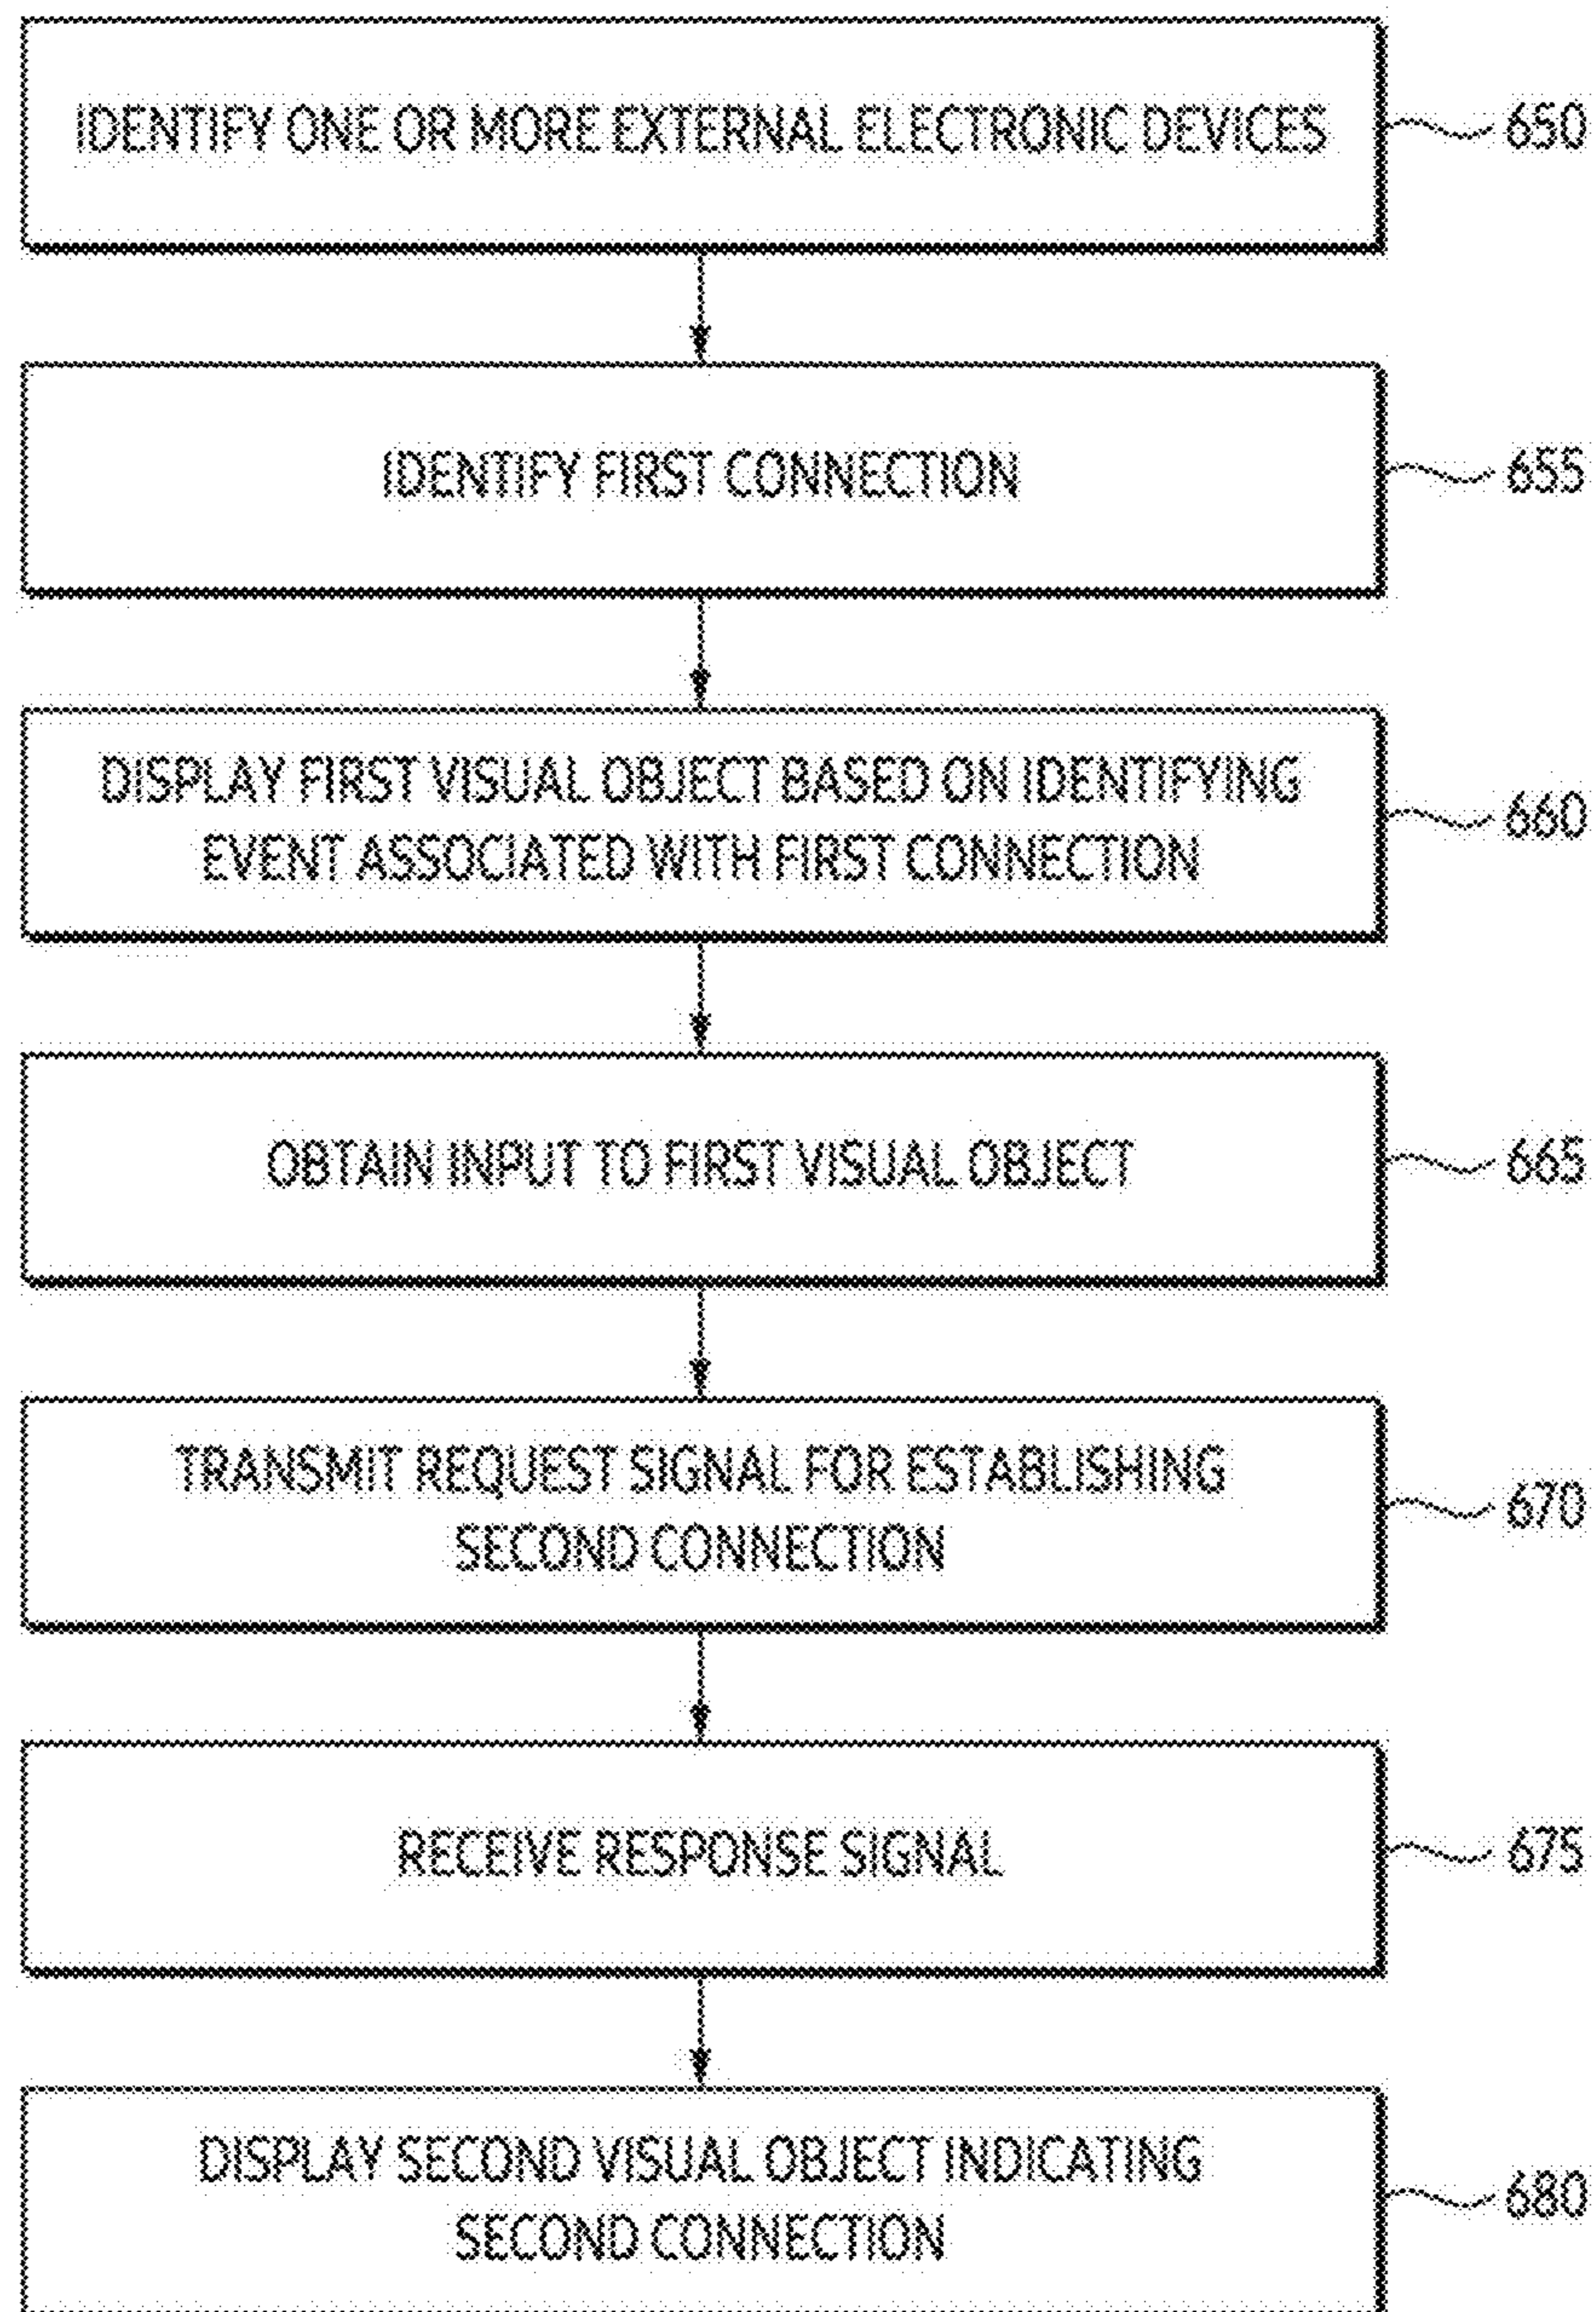 IDENTIFY ONE OR MORE EXTERNAL ELECTRONIC DEVICES
650
IDENTIFY FIRST CONNECTION
655
DISPLAY FIRST VISUAL OBJECT BASED ON IDENTIFYING
EVENT ASSOCIATED WITH FIRST CONNECTION
660
OBTAIN INPUT TO FIRST VISUAL OBJECT
665
TRANSMIT REQUEST SIGNAL FOR ESTABLISHING
SECOND CONNECTION
670
RECEIVE RESPONSE SIGNAL
675
DISPLAY SECOND VISUAL OBJECT INDICATING
SECOND CONNECTION
680